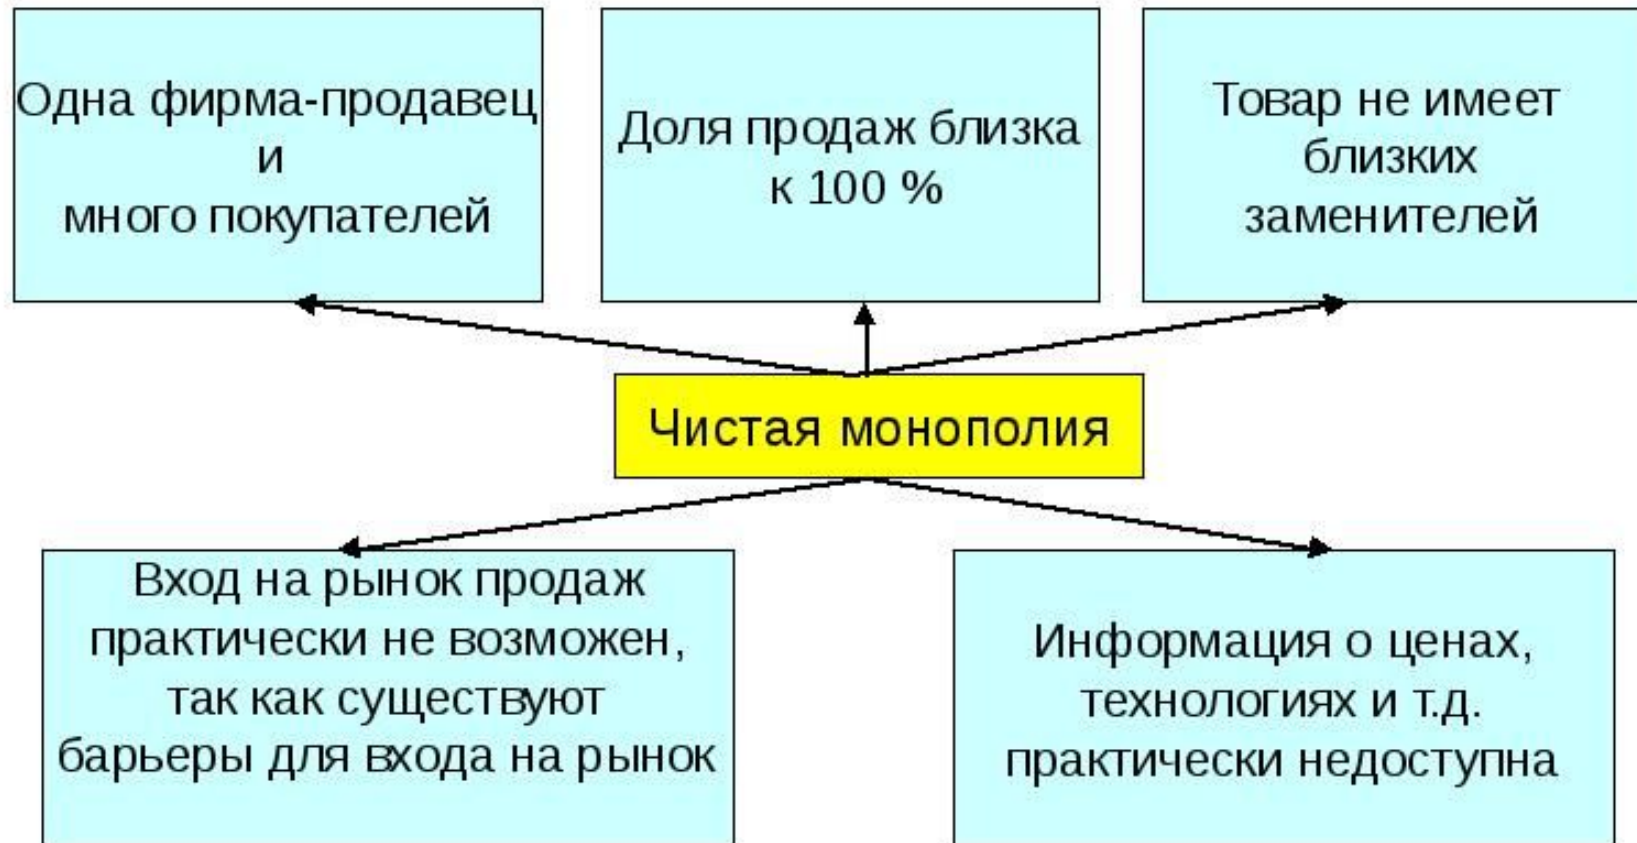 Одна фирма-продавец
и
много покупателей
Доля продаж близка
к 100 %
Товар не имеет
близких
заменителей
Чистая монополия
Вход на рынок продаж
практически не возможен,
так как существуют
барьеры для входа на рынок
Информация о ценах,
технологиях и т.д.
практически недоступна